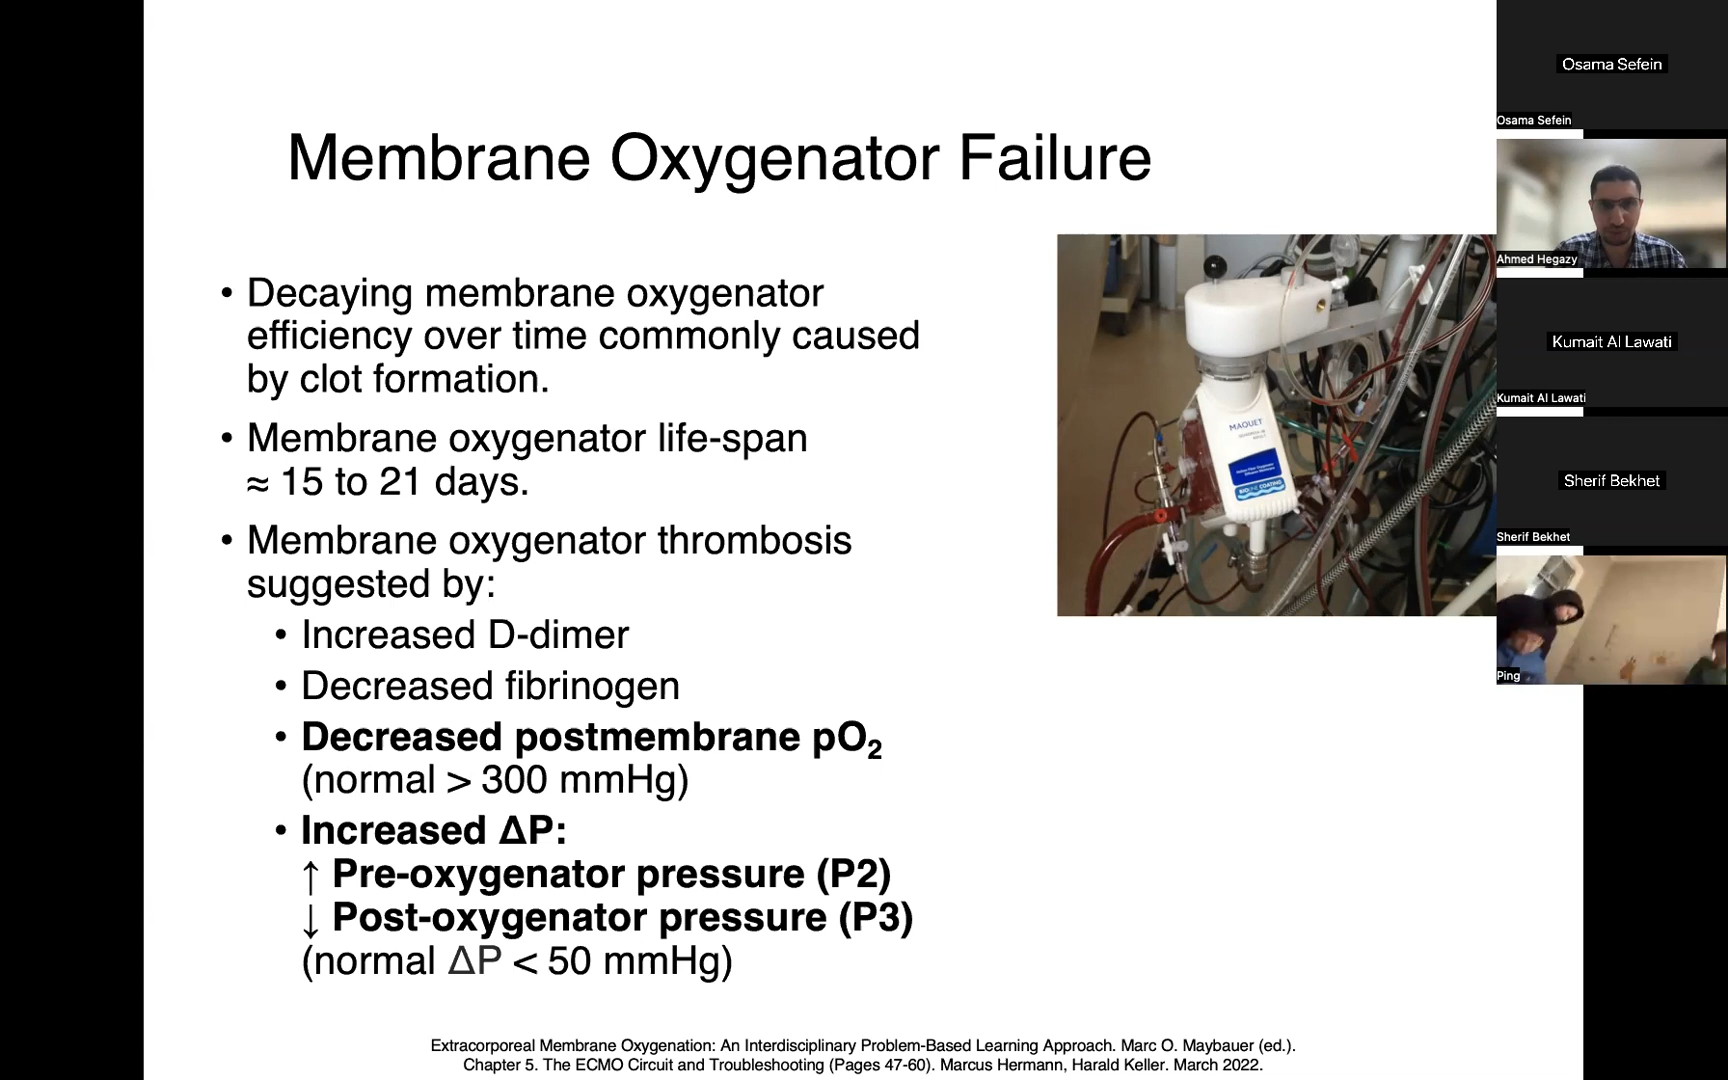 Membrane Oxygenator Failure
• Decaying membrane oxygenator
efficiency over time commonly caused
by clot formation.
• Membrane oxygenator life-span
≈ 15 to 21 days.
• Membrane oxygenator thrombosis
suggested by:
• Increased D-dimer
• Decreased fibrinogen
• Decreased postmembrane pO₂
(normal > 300 mmHg)
• Increased ΔP:
↑ Pre-oxygenator pressure (P2)
↓ Post-oxygenator pressure (P3)
(normal ΔP < 50 mmHg)
Extracorporeal Membrane Oxygenation: An Interdisciplinary Problem-Based Learning Approach. Marc O. Maybauer (ed.).
Chapter 5. The ECMO Circuit and Troubleshooting (Pages 47-60). Marcus Hermann, Harald Keller. March 2022.
MAQUET
BIOLINE COATING
Osama Sefein
Osama Sefein
Ahmed Hegazy
Kumait Al Lawati
Kumait Al Lawati
Sherif Bekhet
Sherif Bekhet
Ping